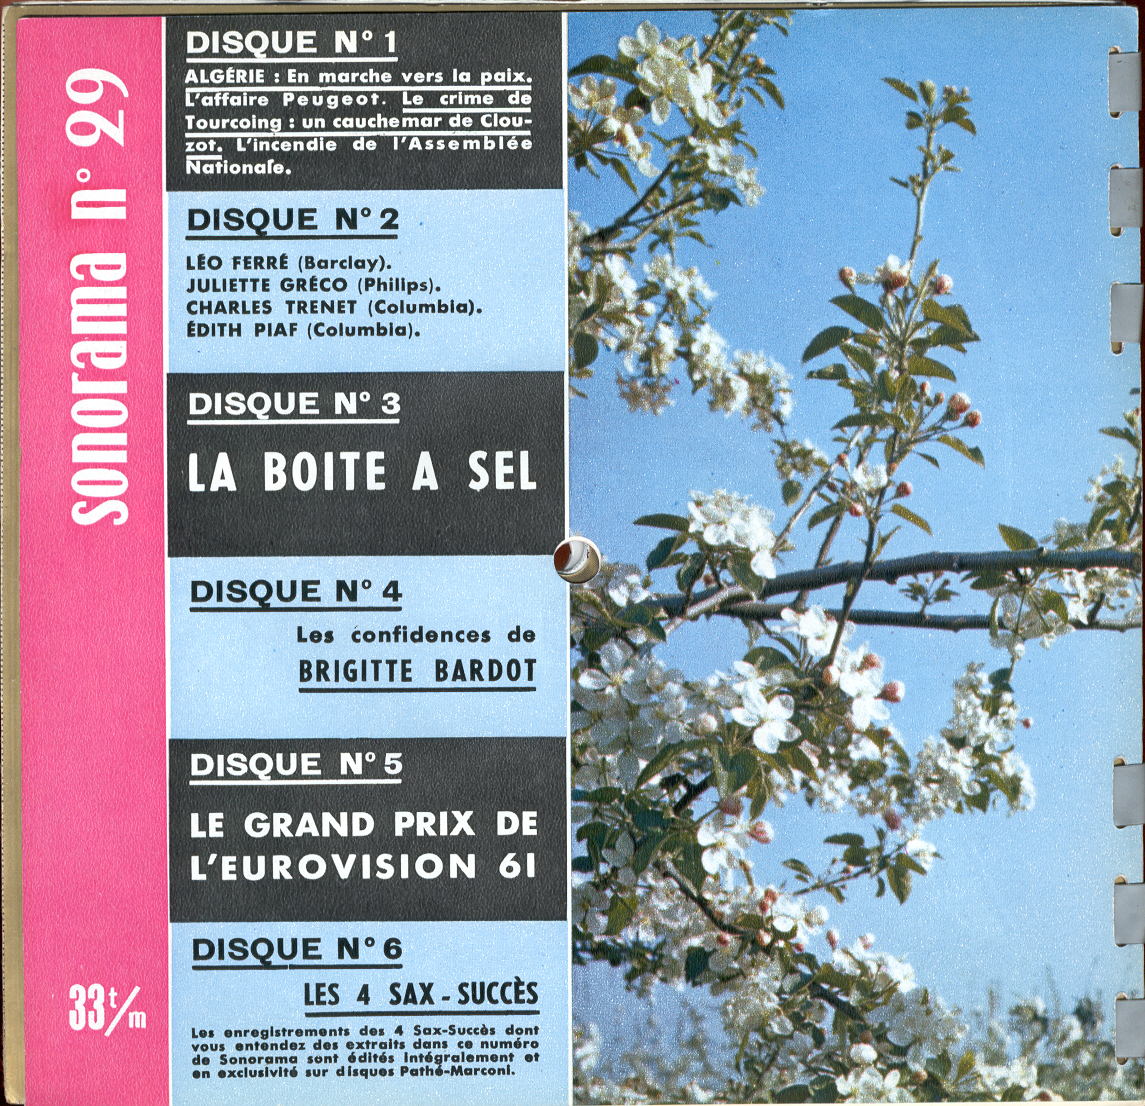 sonorama n° 29
33 t/m
DISQUE N° 1
ALGÉRIE : En marche vers la paix.
L'affaire Peugeot. Le crime de
Tourcoing : un cauchemar de Clou-
zot. L'incendie de l'Assemblée
Nationale.
DISQUE N° 2
LÉO FERRÉ (Barclay).
JULIETTE GRÉCO (Philips).
CHARLES TRENET (Columbia).
ÉDITH PIAF (Columbia).
DISQUE N° 3
LA BOITE A SEL
DISQUE N° 4
Les confidences de
BRIGITTE BARDOT
DISQUE N° 5
LE GRAND PRIX DE
L'EUROVISION 61
DISQUE N° 6
LES 4 SAX-SUCCÈS
Les enregistrements des 4 Sax-Succès dont
vous entendez des extraits dans ce numéro
de Sonorama sont édités intégralement et
en exclusivité sur disques Pathé-Marconi.